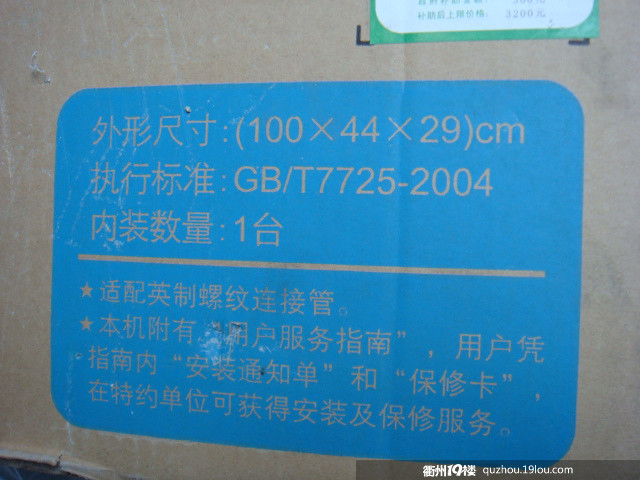 补助后上限价格： 3200元
外形尺寸：(100×44×29)cm
执行标准：GB/T7725-2004
内装数量：1台
★适配英制螺纹连接管。
★本机附有“用户服务指南”，用户凭
指南内“安装通知单”和“保修卡”，
在特约单位可获得安装及保修服务。
衢州19楼 quzhou.19lou.com